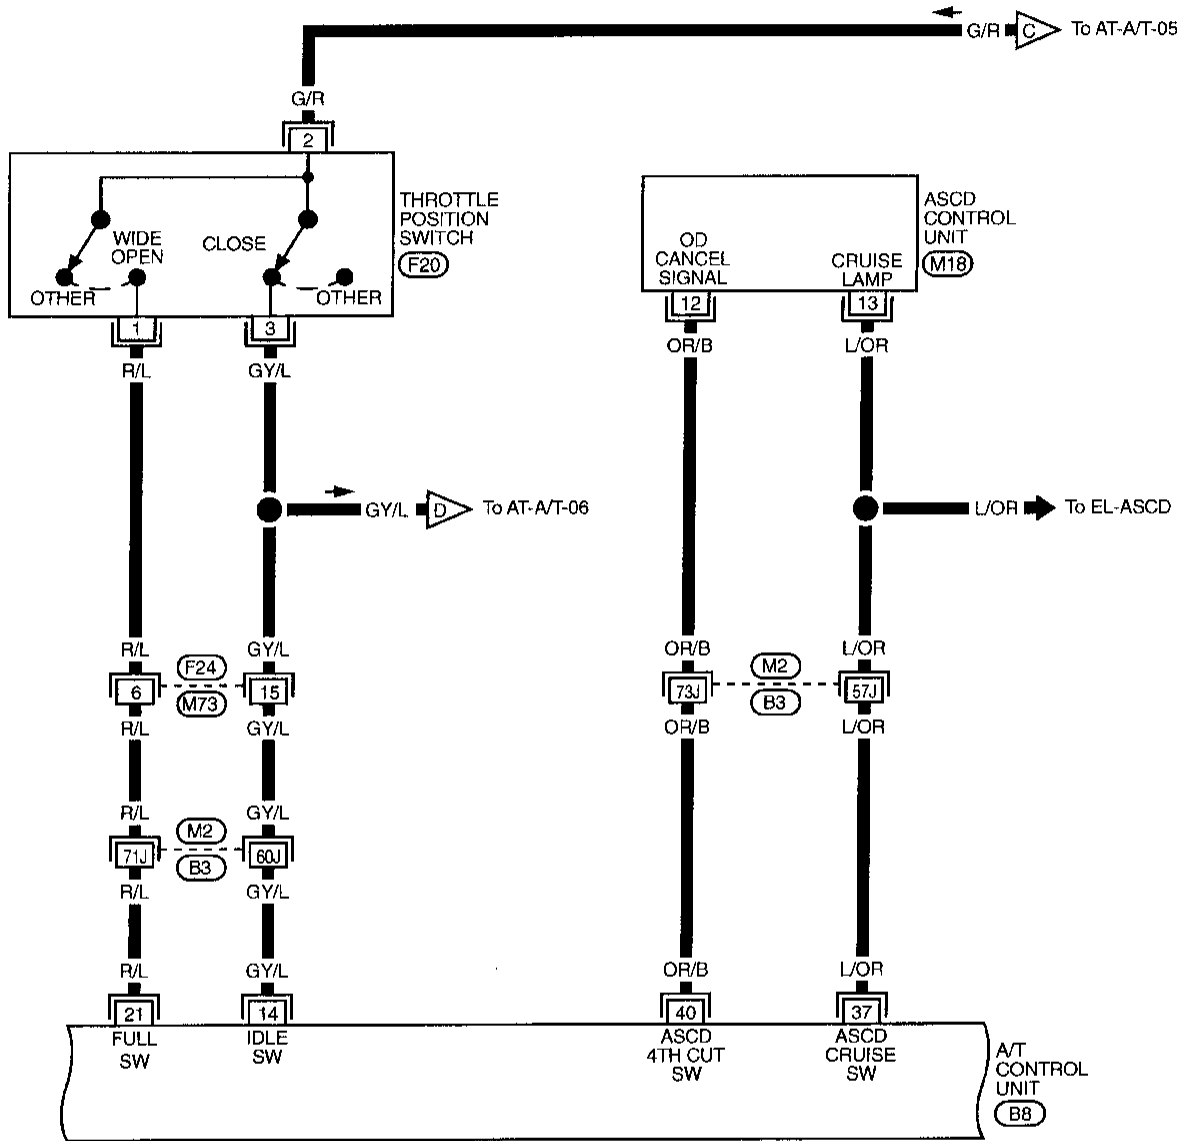 G/R C To AT-A/T-05
G/R
2
THROTTLE
POSITION
SWITCH
F20
WIDE
OPEN
CLOSE
OTHER
OTHER
1
3
R/L
GY/L
ASCD
CONTROL
UNIT
M18
OD
CANCEL
SIGNAL
CRUISE
LAMP
12
13
OR/B
L/OR
GY/L D To AT-A/T-06
L/OR To EL-ASCD
R/L
F24
GY/L
6
M73
15
R/L
GY/L
OR/B
M2
L/OR
73J
B3
57J
OR/B
L/OR
R/L
M2
GY/L
71J
B3
60J
R/L
GY/L
R/L
GY/L
OR/B
L/OR
21
14
40
37
FULL
SW
IDLE
SW
ASCD
4TH CUT
SW
ASCD
CRUISE
SW
A/T
CONTROL
UNIT
B8